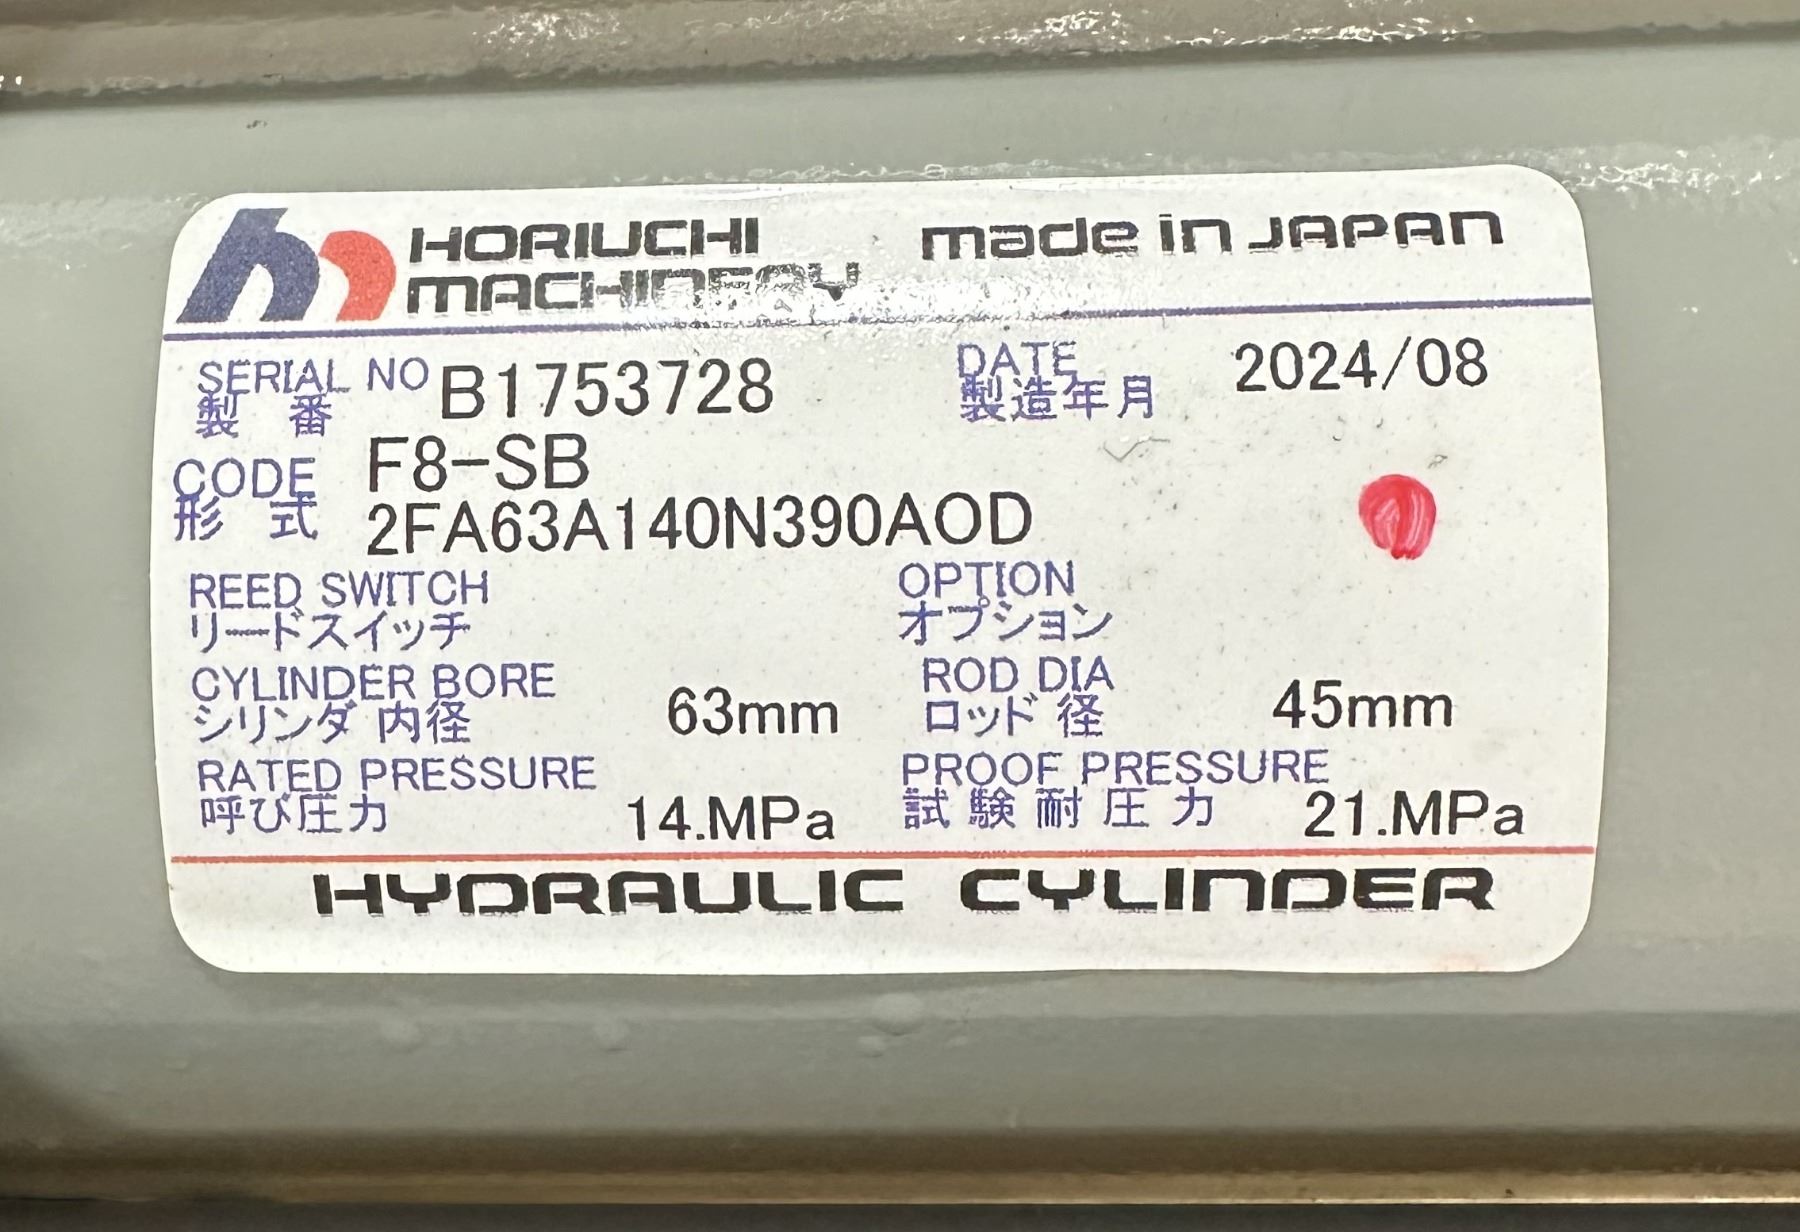 HORIUCHI
MACHINERY
made in JAPAN
SERIAL NO B1753728
製 番
DATE 2024/08
製造年月
CODE F8-SB
形 式 2FA63A140N390AOD
REED SWITCH
リードスイッチ
OPTION
オプション
CYLINDER BORE
シリンダ 内径 63mm
ROD DIA
ロッド 径 45mm
RATED PRESSURE
呼び圧力 14.MPa
PROOF PRESSURE
試験耐圧力 21.MPa
HYDRAULIC CYLINDER